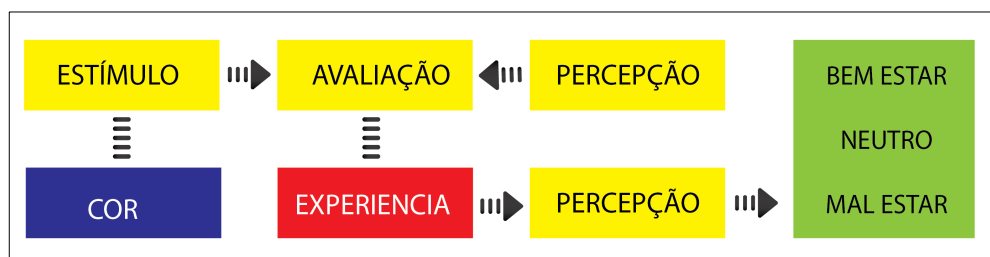 ESTÍMULO
AVALIAÇÃO
PERCEPÇÃO
BEM ESTAR
NEUTRO
COR
EXPERIENCIA
PERCEPÇÃO
MAL ESTAR